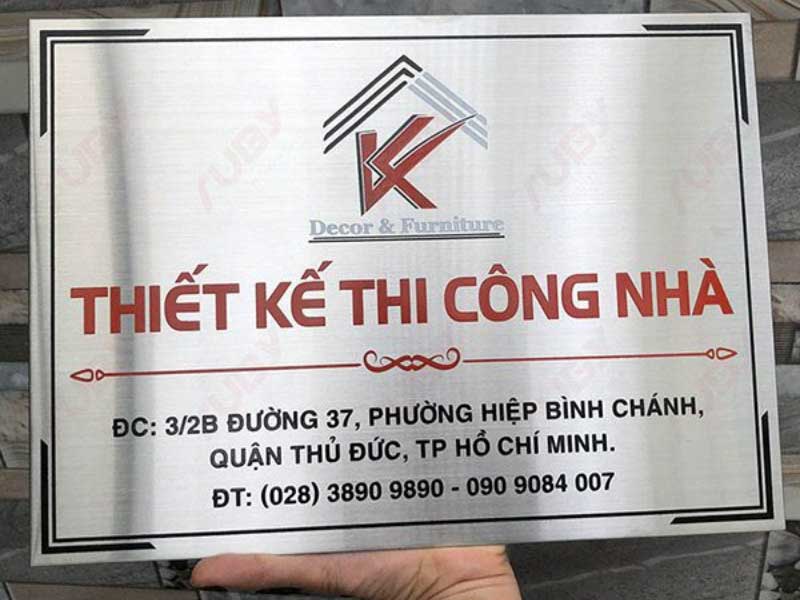 K
Decor & Furniture
THIẾT KẾ THI CÔNG NHÀ
ĐC: 3/2B ĐƯỜNG 37, PHƯỜNG HIỆP BÌNH CHÁNH,
QUẬN THỦ ĐỨC, TP HỒ CHÍ MINH.
ĐT: (028) 3890 9890 - 090 9084 007